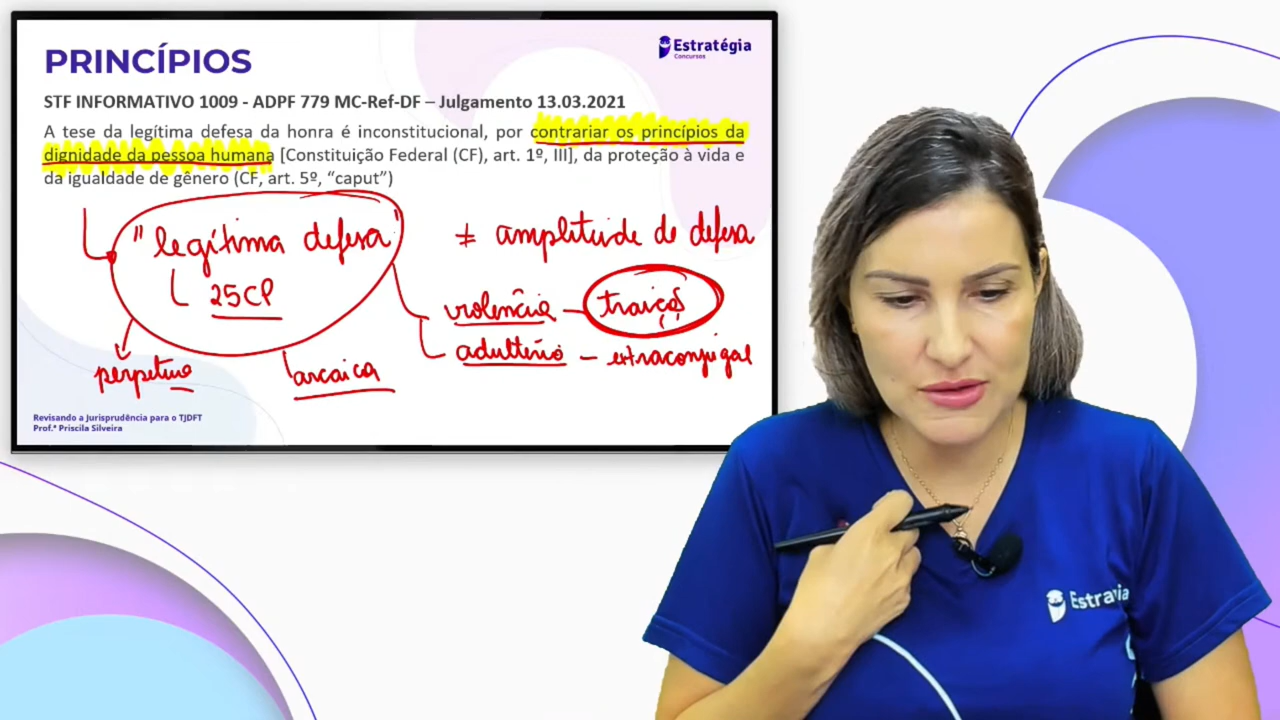 PRINCÍPIOS
Estratégia
Concursos
STF INFORMATIVO 1009 - ADPF 779 MC-Ref-DF – Julgamento 13.03.2021
A tese da legítima defesa da honra é inconstitucional, por contrariar os princípios da
dignidade da pessoa humana [Constituição Federal (CF), art. 1º, III], da proteção à vida e
da igualdade de gênero (CF, art. 5º, “caput”)
"legítima defesa" ≠ amplitude de defesa
25CP
violência – traição
adultério – extraconjugal
perpetua
arcaica
Revisando a Jurisprudência para o TJDFT
Prof.ª Priscila Silveira